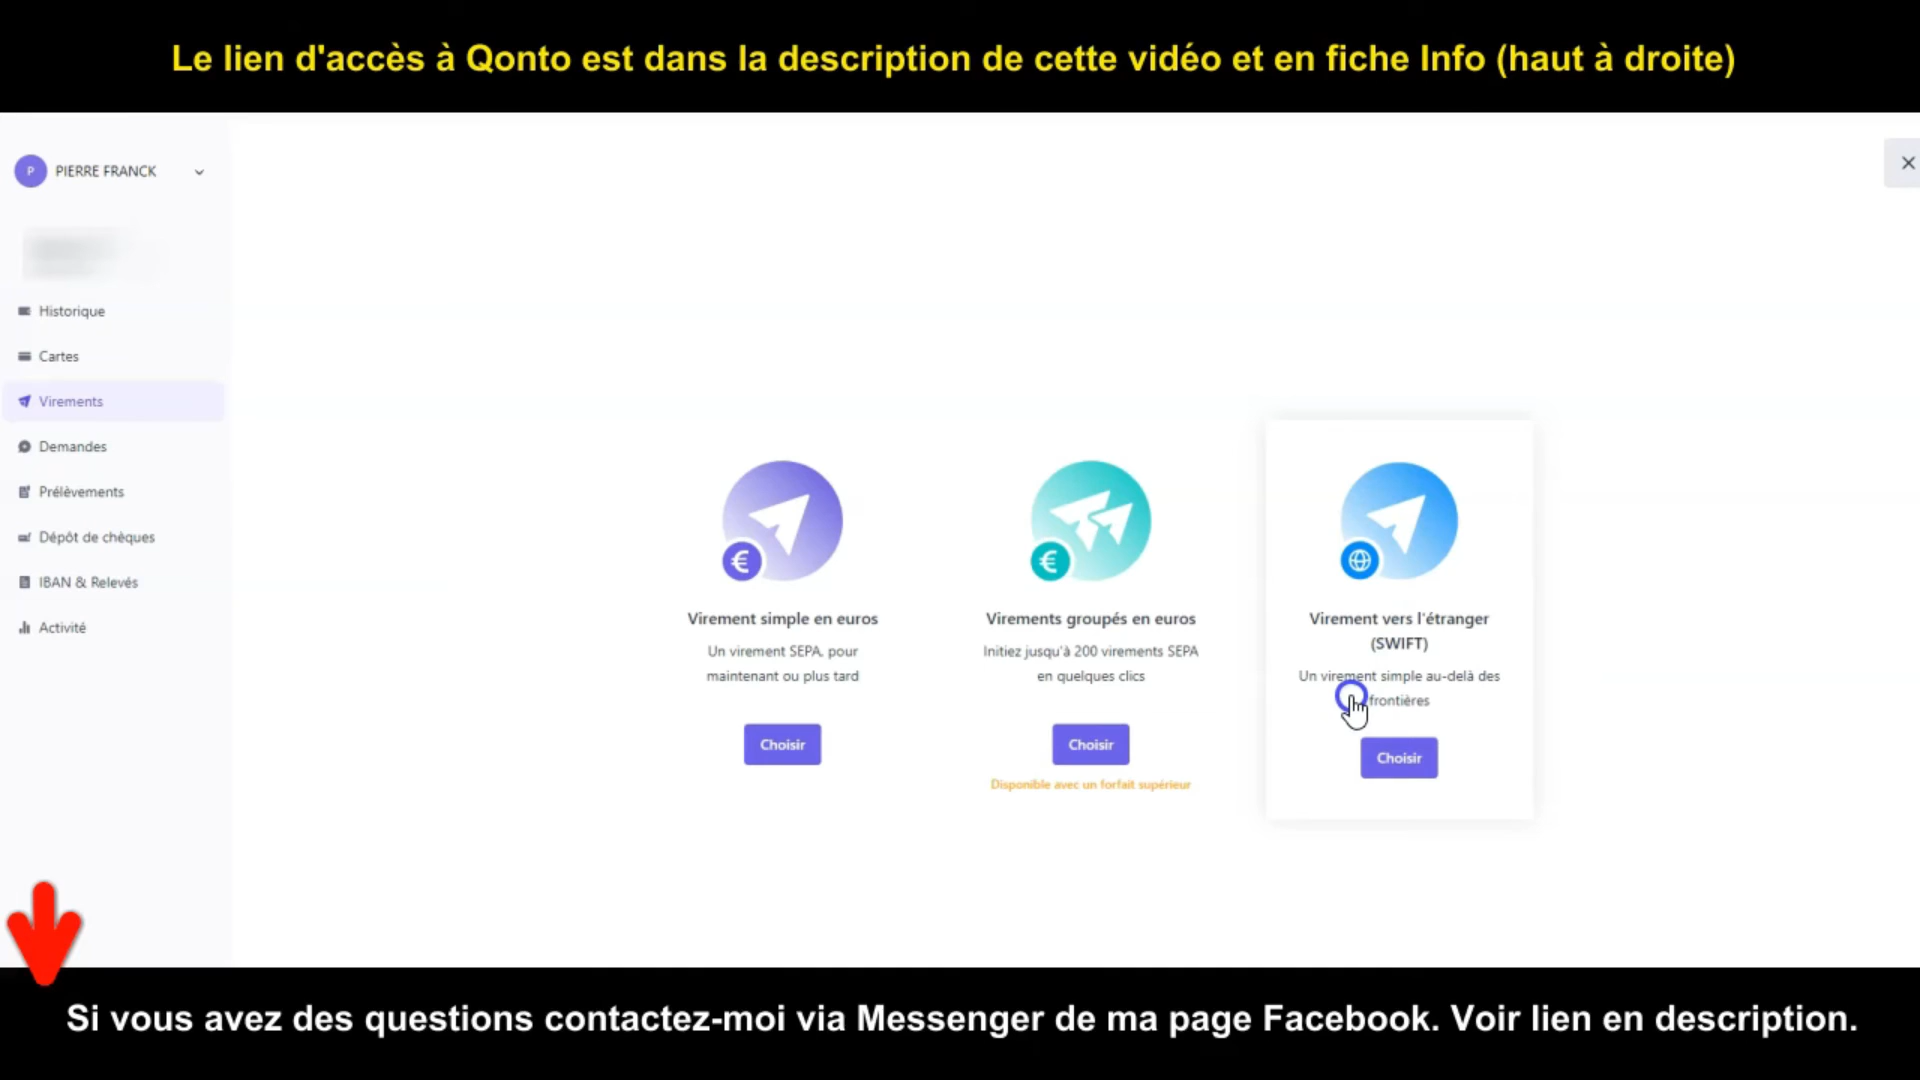 Le lien d'accès à Qonto est dans la description de cette vidéo et en fiche Info (haut à droite)
P PIERRE FRANCK
Historique
Cartes
Virements
Demandes
Prélèvements
Dépôt de chèques
IBAN & Relevés
Activité
Virement simple en euros
Un virement SEPA, pour
maintenant ou plus tard
Choisir
Virements groupés en euros
Initiez jusqu'à 200 virements SEPA
en quelques clics
Choisir
Disponible avec un forfait supérieur
Virement vers l'étranger
(SWIFT)
Un virement simple au-delà des
frontières
Choisir
Si vous avez des questions contactez-moi via Messenger de ma page Facebook. Voir lien en description.